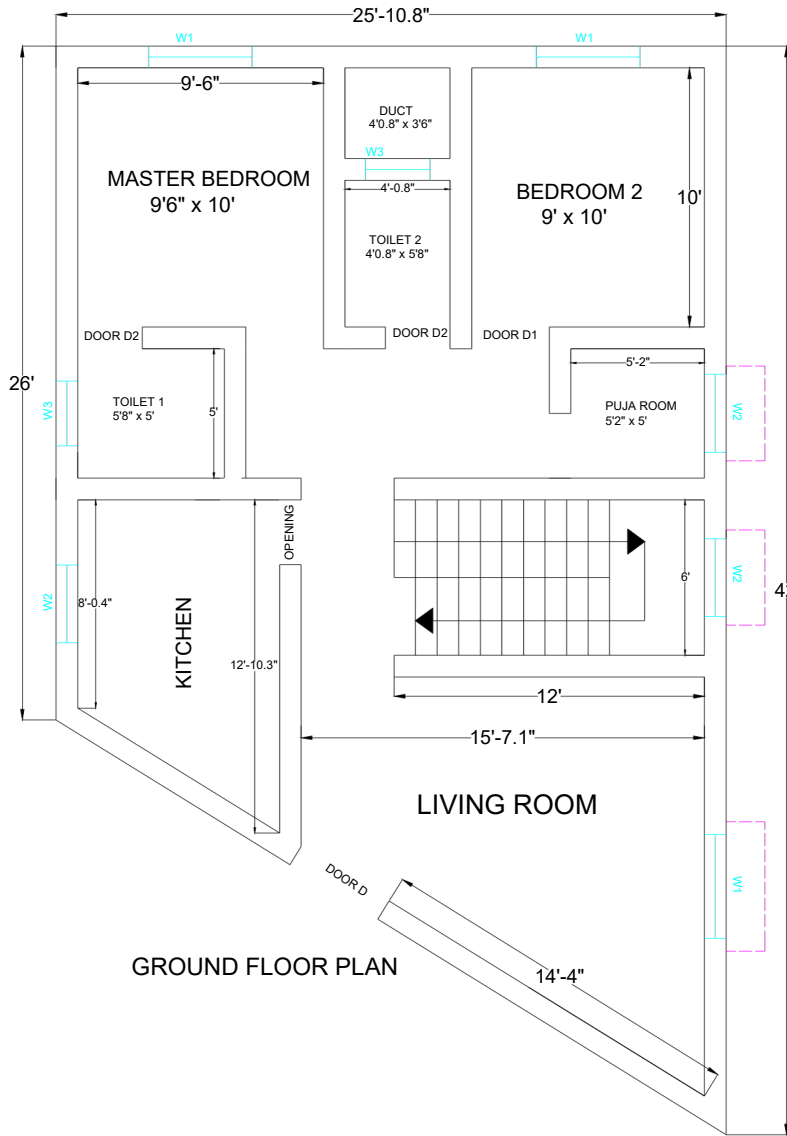 25'-10.8"
W1
W1
9'-6"
DUCT
4'0.8" x 3'6"
W3
4'-0.8"
MASTER BEDROOM
9'6" x 10'
BEDROOM 2
9' x 10'
10'
TOILET 2
4'0.8" x 5'8"
DOOR D2
DOOR D2
DOOR D1
26'
5'-2"
W3
TOILET 1
5'8" x 5'
5'
PUJA ROOM
5'2" x 5'
W2
OPENING
W2
8'-0.4"
KITCHEN
12'-10.3"
6'
W2
12'
15'-7.1"
LIVING ROOM
DOOR D
W1
14'-4"
GROUND FLOOR PLAN